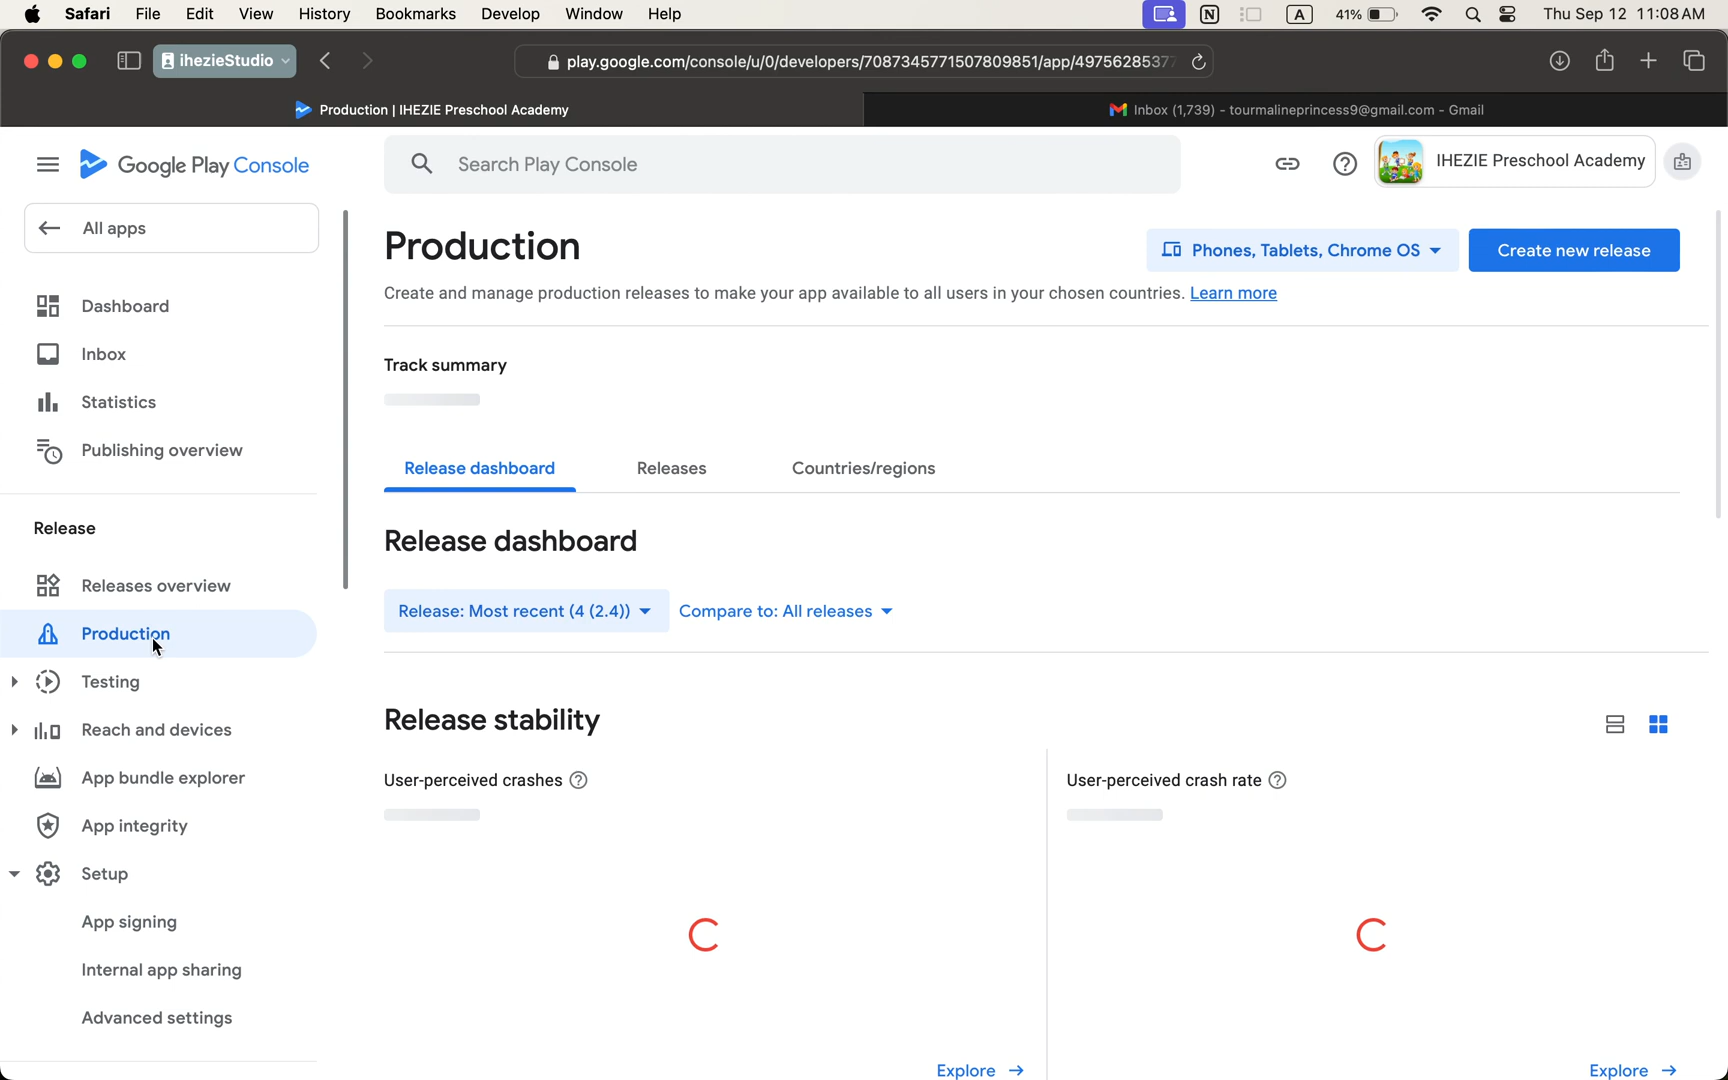 Safari File Edit View History Bookmarks Develop Window Help A 41% Thu Sep 12 11:08 AM
ihezieStudio play.google.com/console/u/0/developers/7087345771507809851/app/49756285377
Production | IHEZIE Preschool Academy Inbox (1,739) - tourmalineprincess9@gmail.com - Gmail
Google Play Console Search Play Console IHEZIE Preschool Academy
All apps
Production Phones, Tablets, Chrome OS Create new release
Create and manage production releases to make your app available to all users in your chosen countries. Learn more
Dashboard
Inbox
Statistics
Publishing overview
Release
Releases overview
Production
Testing
Reach and devices
App bundle explorer
App integrity
Setup
App signing
Internal app sharing
Advanced settings
Track summary
Release dashboard Releases Countries/regions
Release dashboard
Release: Most recent (4 (2.4)) Compare to: All releases
Release stability
User-perceived crashes User-perceived crash rate
Explore Explore